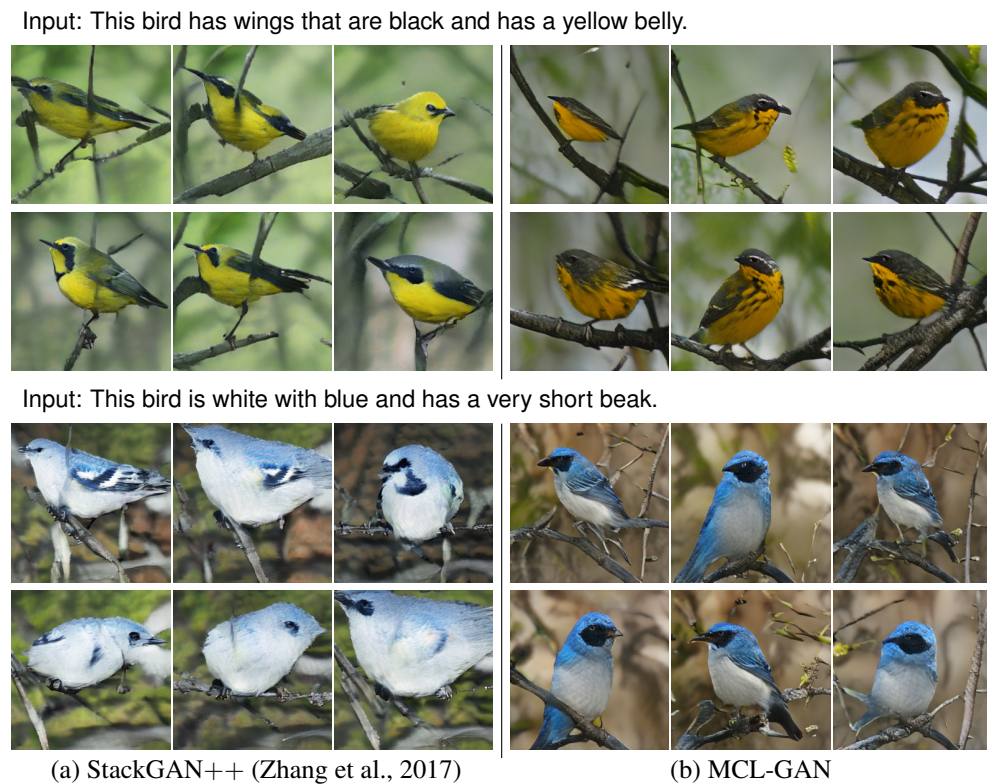 Input: This bird has wings that are black and has a yellow belly.
Input: This bird is white with blue and has a very short beak.
(a) StackGAN++ (Zhang et al., 2017)
(b) MCL-GAN